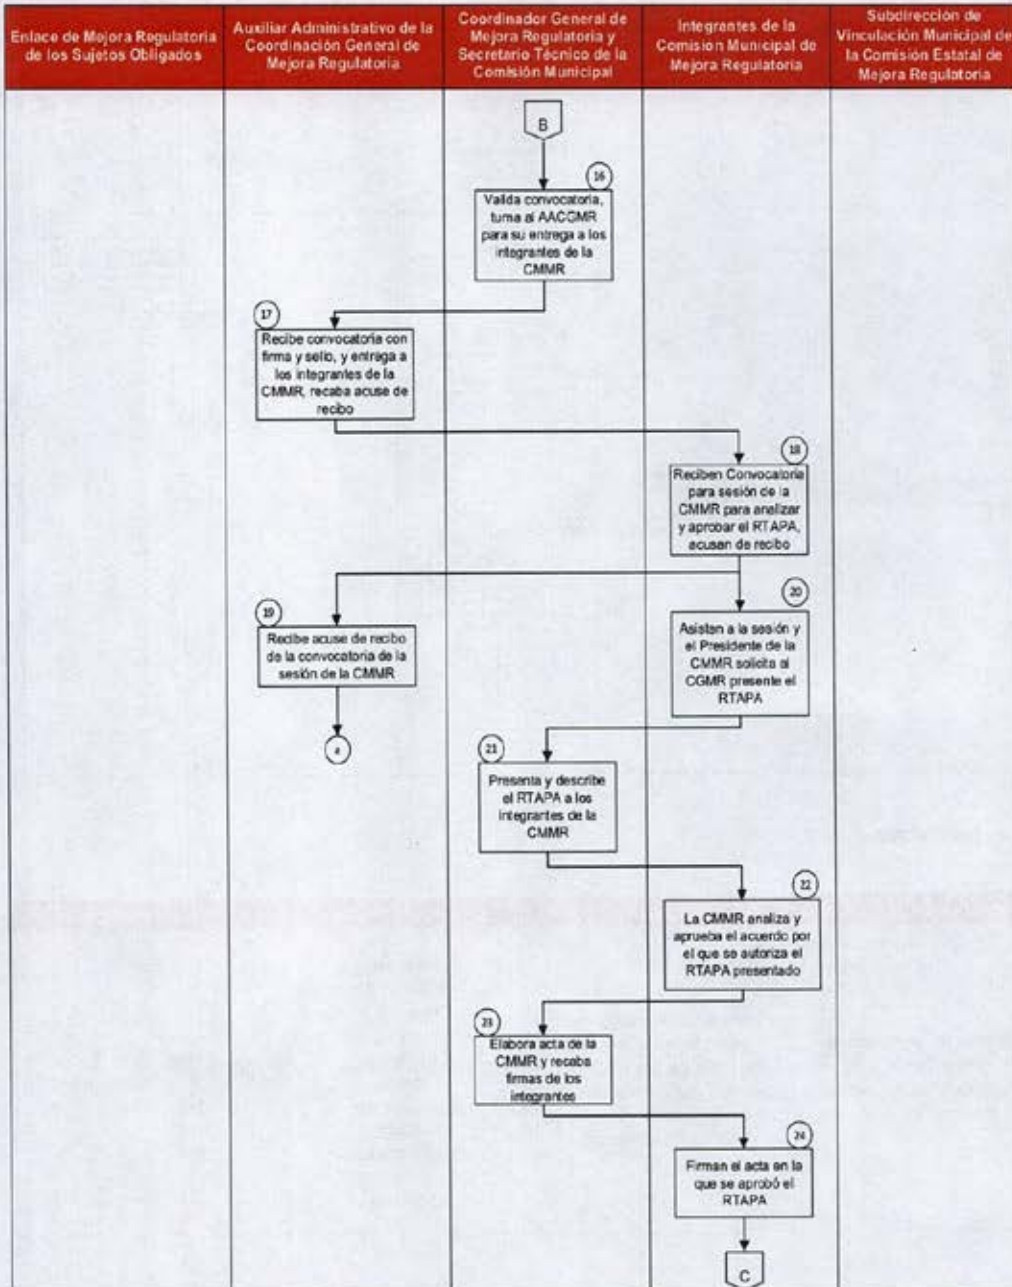 Enlace de Mejora Regulatoria
de los Sujetos Obligados
Auxiliar Administrativo de la
Coordinación General de
Mejora Regulatoria
Coordinador General de
Mejora Regulatoria y
Secretario Técnico de la
Comisión Municipal
Integrantes de la
Comisión Municipal de
Mejora Regulatoria
Subdirección de
Vinculación Municipal de
la Comisión Estatal de
Mejora Regulatoria
B
16
Valida convocatoria,
turna al AACGMR
para su entrega a los
integrantes de la
CMMR
17
Recibe convocatoria con
firma y sello, y entrega a
los integrantes de la
CMMR, recaba acuse de
recibo
18
Reciben Convocatoria
para sesión de la
CMMR para analizar
y aprobar el RTAPA,
acusan de recibo
19
Recibe acuse de recibo
de la convocatoria de la
sesión de la CMMR
a
20
Asisten a la sesión y
el Presidente de la
CMMR solicita al
CGMR presente el
RTAPA
21
Presenta y describe
el RTAPA a los
integrantes de la
CMMR
22
La CMMR analiza y
aprueba el acuerdo por
el que se autoriza el
RTAPA presentado
23
Elabora acta de la
CMMR y recaba
firmas de los
integrantes
24
Firman el acta en la
que se aprobó el
RTAPA
C